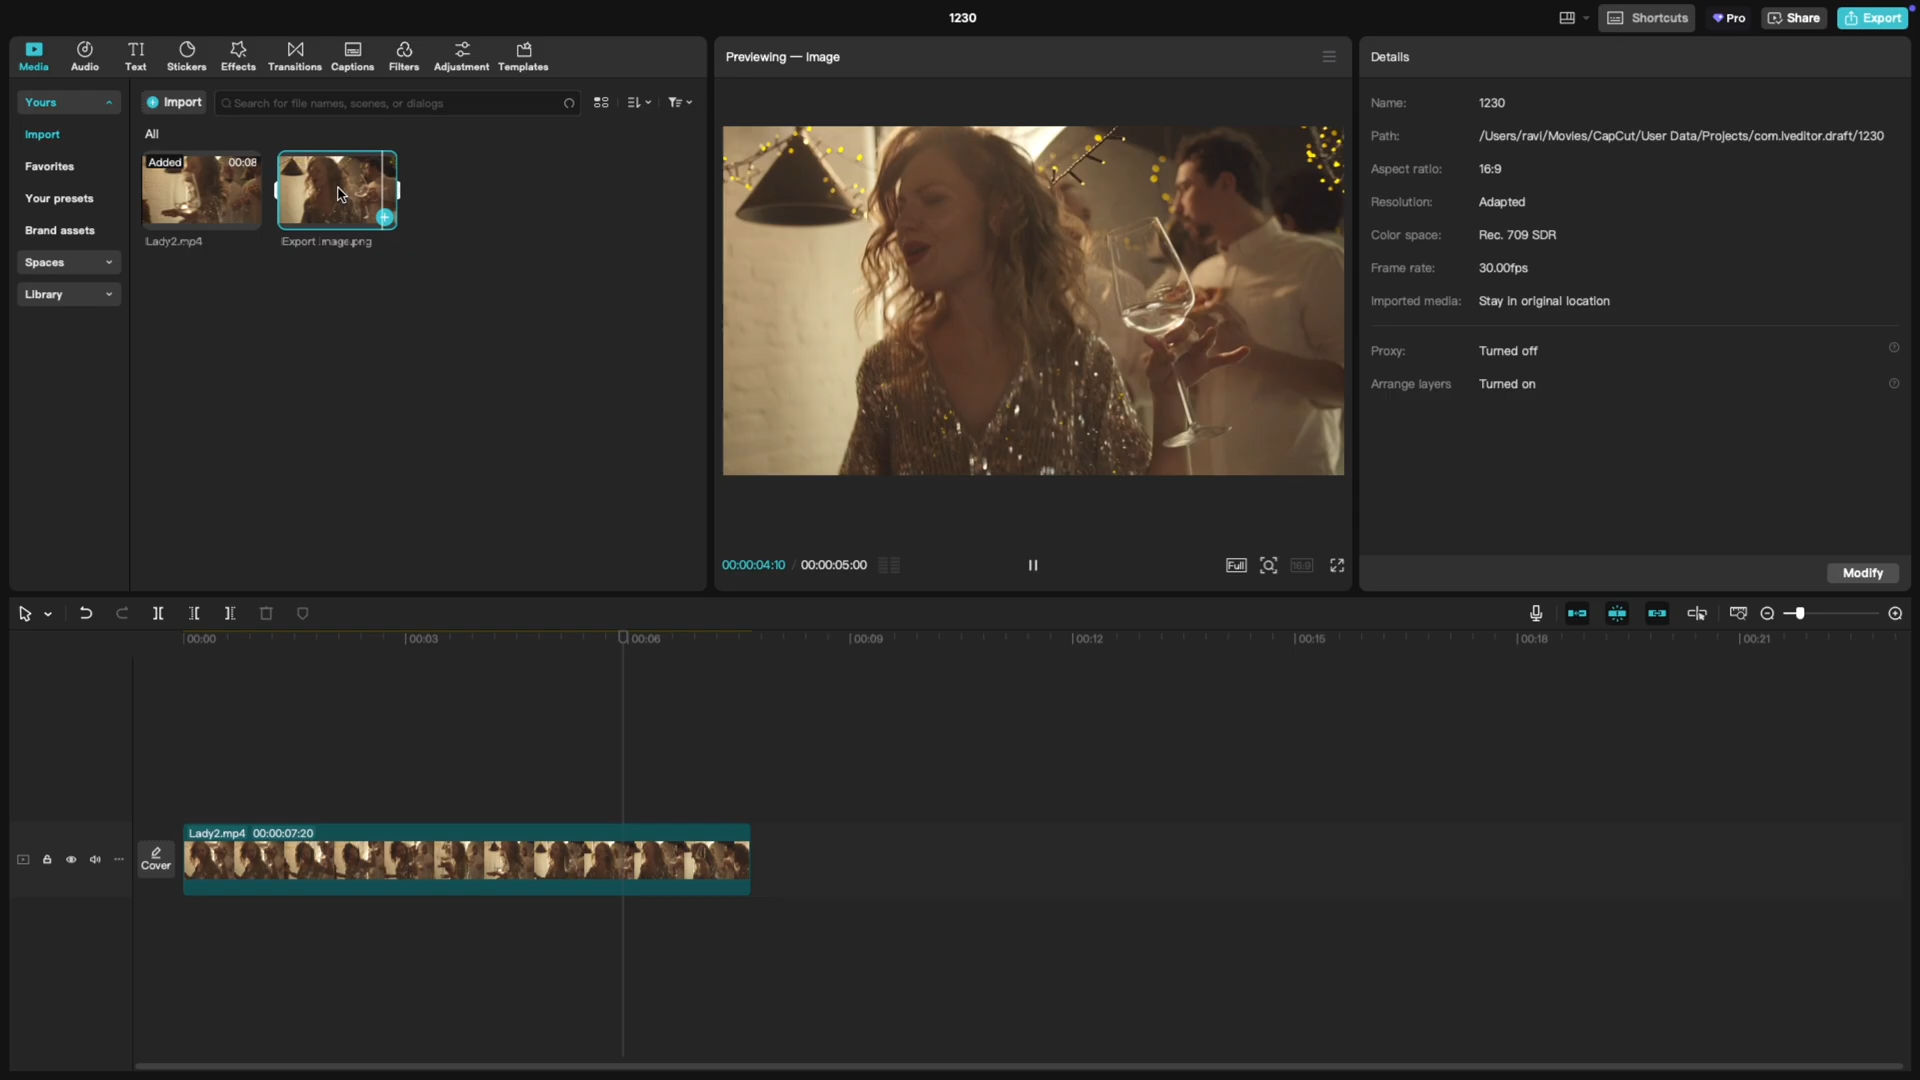 1230
Shortcuts
Pro
Share
Export
Media
Audio
Text
Stickers
Effects
Transitions
Captions
Filters
Adjustment
Templates
Yours
Import
Favorites
Your presets
Brand assets
Spaces
Library
Import
Search for file names, scenes, or dialogs
All
Added
00:08
Lady2.mp4
Export image.png
Previewing — Image
00:00:04:10 / 00:00:05:00
Full
16:9
Details
Name: 1230
Path: /Users/ravi/Movies/CapCut/User Data/Projects/com.lveditor.draft/1230
Aspect ratio: 16:9
Resolution: Adapted
Color space: Rec. 709 SDR
Frame rate: 30.00fps
Imported media: Stay in original location
Proxy: Turned off
Arrange layers Turned on
Modify
00:00
00:03
00:06
00:09
00:12
00:15
00:18
00:21
Cover
Lady2.mp4 00:00:07:20